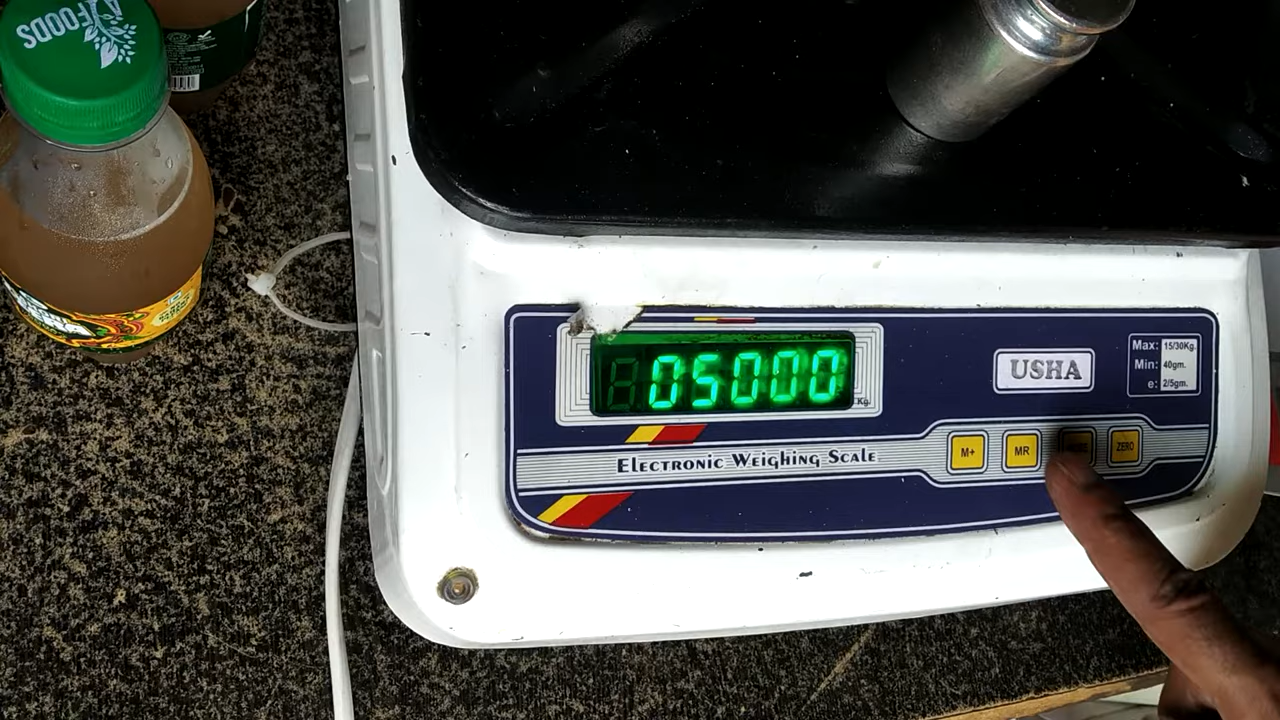 FOODS
05000
Kg.
USHA
Max: 15/30Kg.
Min: 40gm.
e: 2/5gm.
M+
MR
ZERO
Electronic Weighing Scale